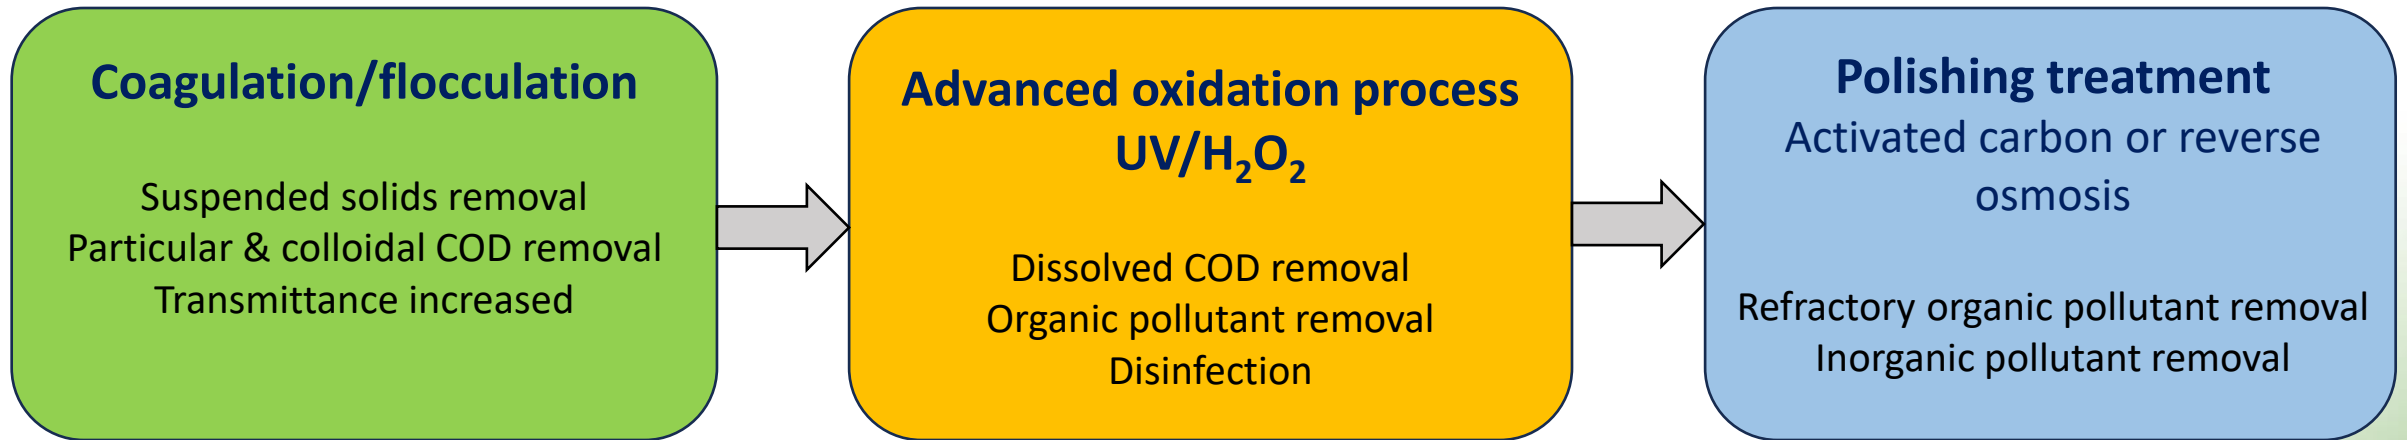 Coagulation/flocculation
Suspended solids removal
Particular & colloidal COD removal
Transmittance increased
Advanced oxidation process
UV/H₂O₂
Dissolved COD removal
Organic pollutant removal
Disinfection
Polishing treatment
Activated carbon or reverse
osmosis
Refractory organic pollutant removal
Inorganic pollutant removal